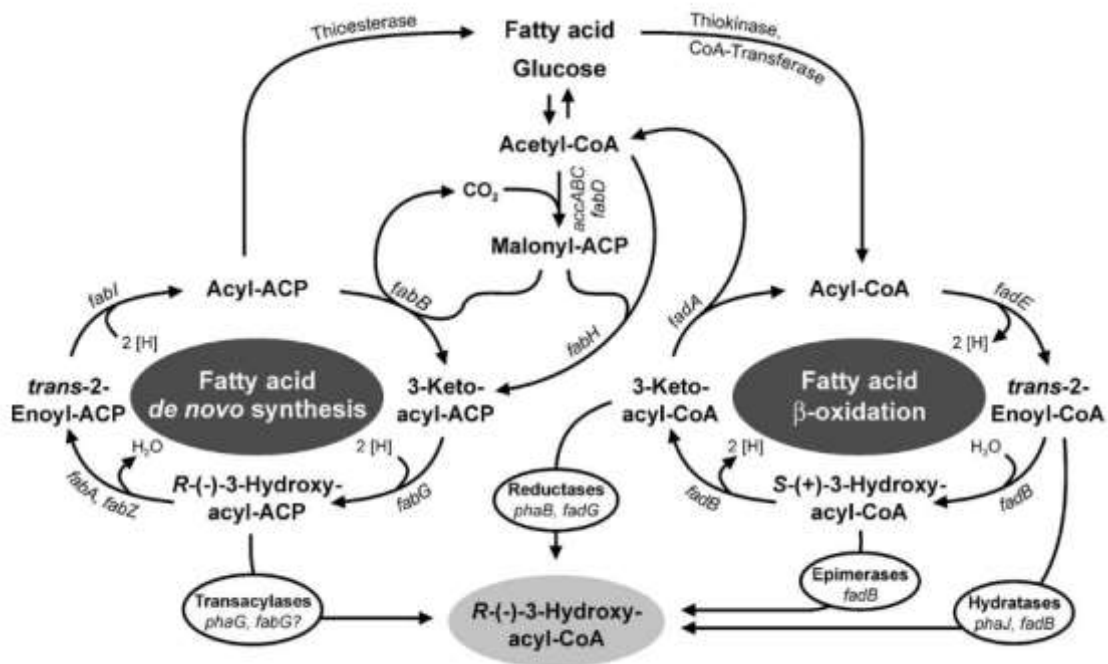 Thioesterase
Fatty acid
Thiokinase,
CoA-Transferase
Glucose
Acetyl-CoA
CO₂
accABC
fabD
Malonyl-ACP
fabI
Acyl-ACP
fabB
fabH
fadA
Acyl-CoA
fadE
2 [H]
2 [H]
trans-2-
Enoyl-ACP
Fatty acid
de novo synthesis
3-Keto-
acyl-ACP
3-Keto-
acyl-CoA
Fatty acid
β-oxidation
trans-2-
Enoyl-CoA
H₂O
2 [H]
2 [H]
H₂O
fabA, fabZ
R-(-)-3-Hydroxy-
acyl-ACP
fabG
Reductases
phaB, fadG
fadB
S-(+)-3-Hydroxy-
acyl-CoA
fadB
Transacylases
phaG, fabG?
R-(-)-3-Hydroxy-
acyl-CoA
Epimerases
fadB
Hydratases
phaJ, fadB